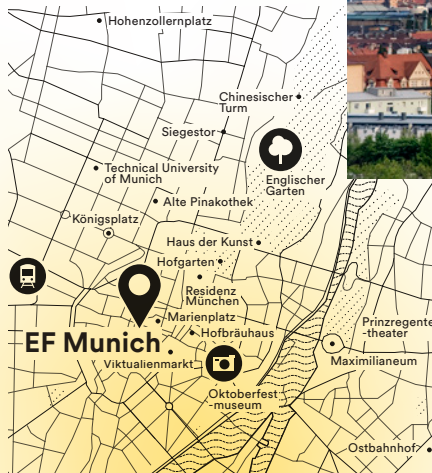 Hohenzollernplatz
Chinesischer
Turm
Siegestor
Technical University
of Munich
Englischer
Garten
Alte Pinakothek
Königsplatz
Haus der Kunst
Hofgarten
Residenz
München
Marienplatz
Hofbräuhaus
EF Munich
Viktualienmarkt
Prinzregente
-theater
Maximilianeum
Oktoberfest
-museum
Ostbahnhof